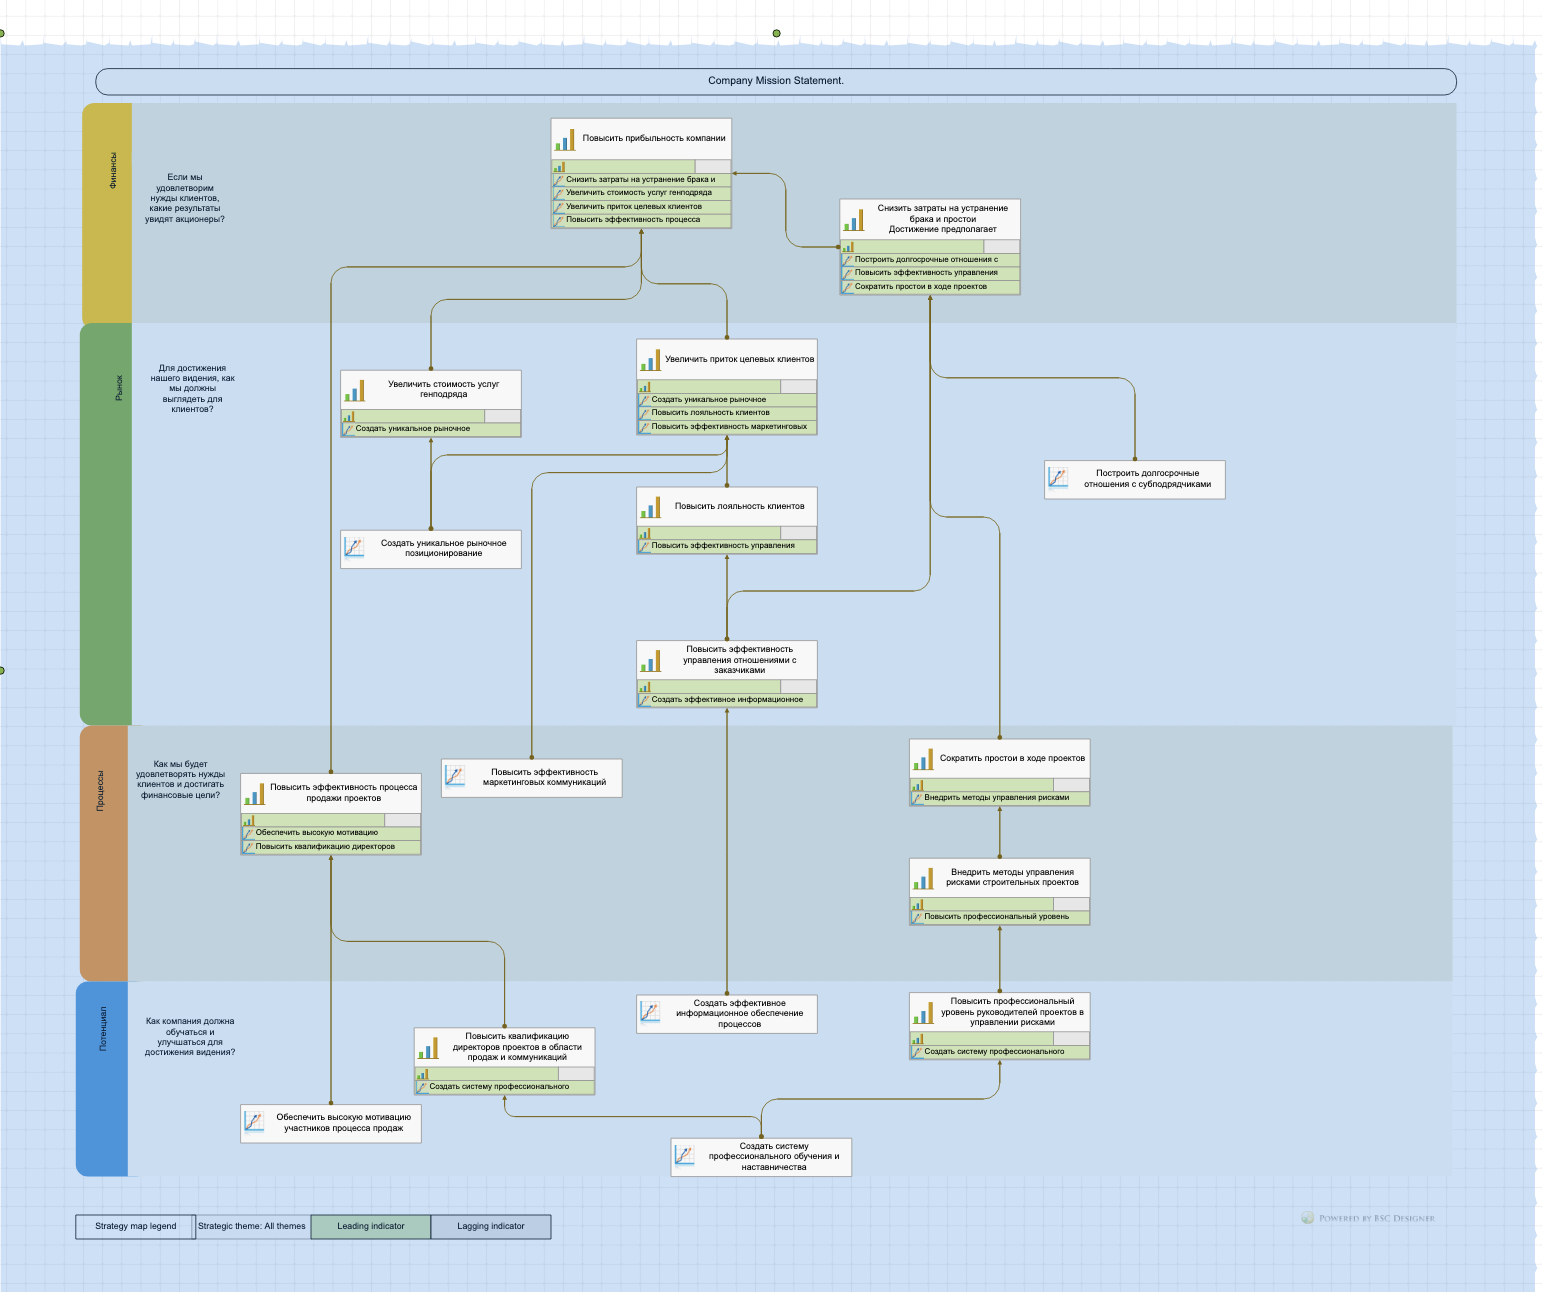 Company Mission Statement.
Финансы
Если мы
удовлетворим
нужды клиентов,
какие результаты
увидят акционеры?
Повысить прибыльность компании
Снизить затраты на устранение брака и
Увеличить стоимость услуг генподряда
Увеличить приток целевых клиентов
Повысить эффективность процесса
Снизить затраты на устранение
брака и простои
Достижение предполагает
Построить долгосрочные отношения с
Повысить эффективность управления
Сократить простои в ходе проектов
Рынок
Для достижения
нашего видения, как
мы должны
выглядеть для
клиентов?
Увеличить стоимость услуг
генподряда
Создать уникальное рыночное
Увеличить приток целевых клиентов
Создать уникальное рыночное
Повысить лояльность клиентов
Повысить эффективность маркетинговых
Построить долгосрочные
отношения с субподрядчиками
Повысить лояльность клиентов
Повысить эффективность управления
Создать уникальное рыночное
позиционирование
Повысить эффективность
управления отношениями с
заказчиками
Создать эффективное информационное
Процессы
Как мы будет
удовлетворять нужды
клиентов и достигать
финансовые цели?
Повысить эффективность процесса
продажи проектов
Обеспечить высокую мотивацию
Повысить квалификацию директоров
Повысить эффективность
маркетинговых коммуникаций
Сократить простои в ходе проектов
Внедрить методы управления рисками
Внедрить методы управления
рисками строительных проектов
Повысить профессиональный уровень
Потенциал
Как компания должна
обучаться и
улучшаться для
достижения видения?
Повысить квалификацию
директоров проектов в области
продаж и коммуникаций
Создать систему профессионального
Создать эффективное
информационное обеспечение
процессов
Повысить профессиональный
уровень руководителей проектов в
управлении рисками
Создать систему профессионального
Обеспечить высокую мотивацию
участников процесса продаж
Создать систему
профессионального обучения и
наставничества
Strategy map legend
Strategic theme: All themes
Leading indicator
Lagging indicator
Powered by BSC Designer